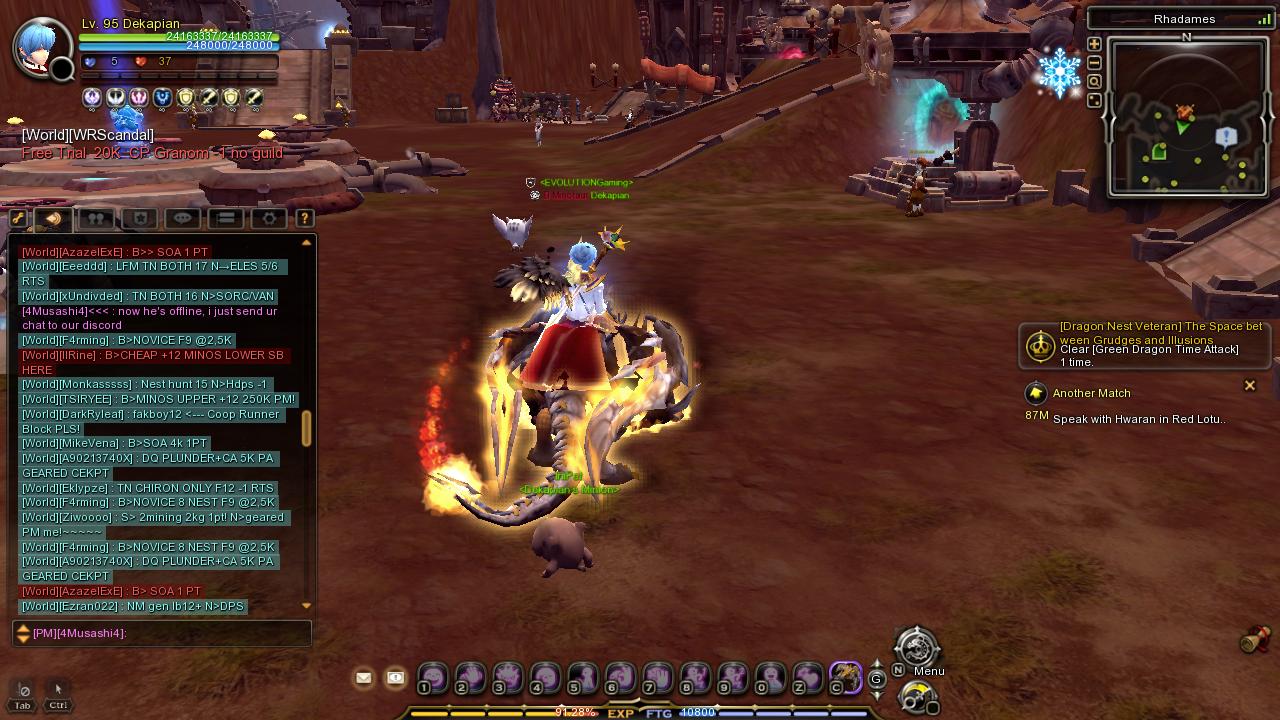 Lv. 95 Dekapian
24163337/24163337
248000/248000
5 37
[World][WRScandal]
Free Trial 20K CP Granom -1 no guild
Rhadames
N
<EVOLUTIONGaming>
Dekapian
?
[World][AzazelExE] : B>> SOA 1 PT
[World][Eeeddd] : LFM TN BOTH 17 N---ELES 5/6
RTS
[World][xUndivded] : TN BOTH 16 N>SORC/VAN
[4Musashi4]<<< : now he's offline, i just send ur
chat to our discord
[World][F4rming] : B>NOVICE F9 @2,5K
[World][IIRine] : B>CHEAP +12 MINOS LOWER SB
HERE
[World][Monkasssss] : Nest hunt 15 N>Hdps -1
[World][TSIRYEE] : B>MINOS UPPER +12 250K PM!
[World][DarkRyleaf] : fakboy12 <--- Coop Runner
Block PLS!
[World][MikeVena] : B>SOA 4k 1PT
[World][A90213740X] : DQ PLUNDER+CA 5K PA
GEARED CEKPT
[World][Eklypze] : TN CHIRON ONLY F12 -1 RTS
[World][F4rming] : B>NOVICE 8 NEST F9 @2,5K
[World][Ziwoooo] : S> 2mining 2kg 1pt! N>geared
PM me!~~~~~
[World][F4rming] : B>NOVICE 8 NEST F9 @2,5K
[World][A90213740X] : DQ PLUNDER+CA 5K PA
GEARED CEKPT
[World][AzazelExE] : B> SOA 1 PT
[World][Ezran022] : NM gen lb12+ N>DPS
[PM][4Musashi4]:
[Dragon Nest Veteran] The Space bet
ween Grudges and Illusions
Clear [Green Dragon Time Attack]
1 time.
Another Match
87M Speak with Hwaran in Red Lotu..
<Dekapian's Minion>
Tab Ctrl
1 2 3 4 5 6 7 8 9 0 Z C G
N Menu
91.28% EXP FTG 10800